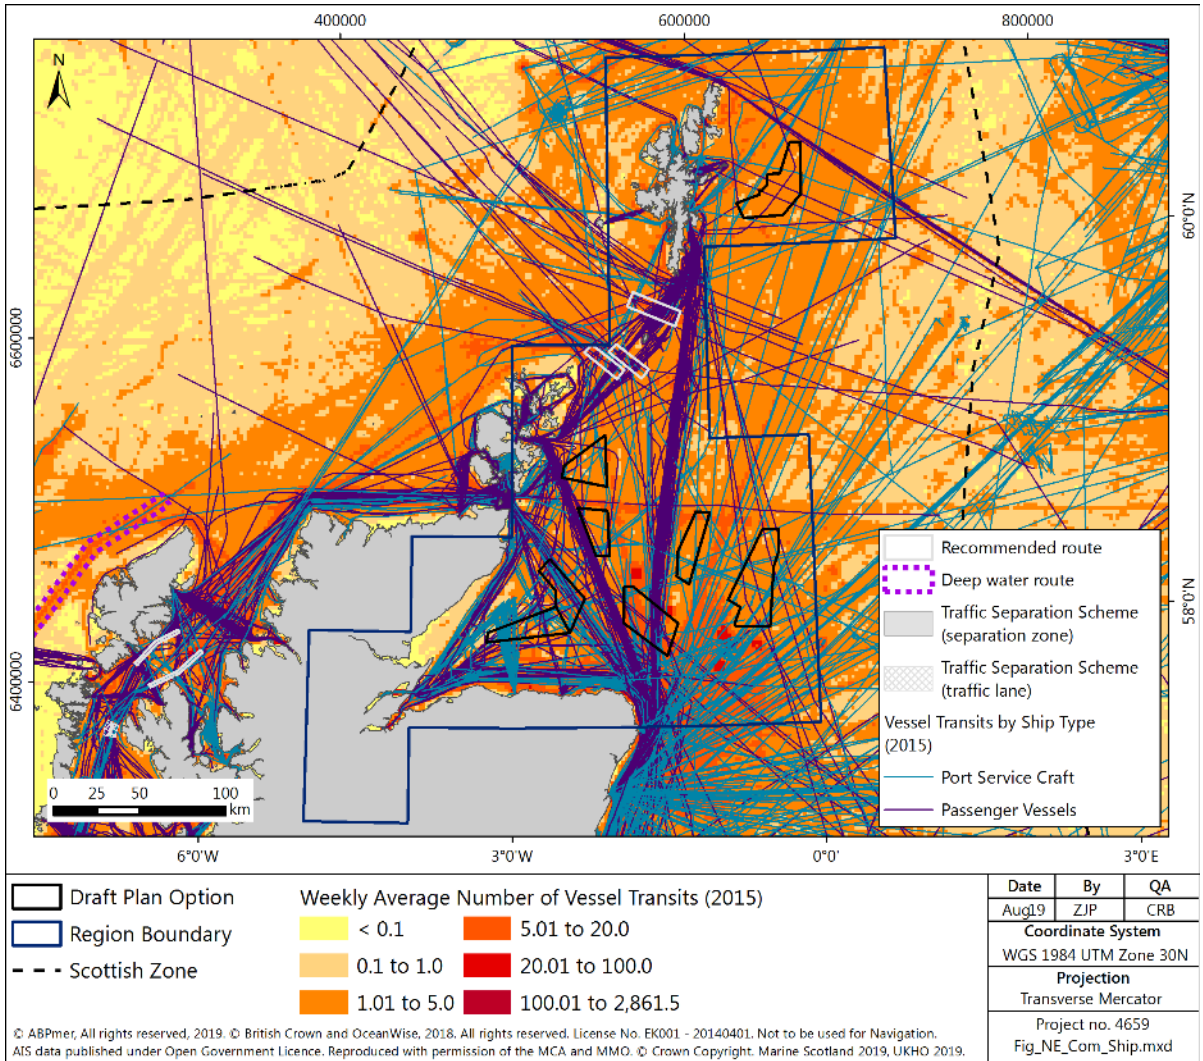 400000
600000
800000
N
60°0'N
6600000
58°0'N
6400000
Recommended route
Deep water route
Traffic Separation Scheme
(separation zone)
Traffic Separation Scheme
(traffic lane)
Vessel Transits by Ship Type
(2015)
Port Service Craft
Passenger Vessels
0 25 50 100
km
6°0'W
3°0'W
0°0'
3°0'E
Draft Plan Option
Region Boundary
Scottish Zone
Weekly Average Number of Vessel Transits (2015)
< 0.1
0.1 to 1.0
1.01 to 5.0
5.01 to 20.0
20.01 to 100.0
100.01 to 2,861.5
Date By QA
Aug19 ZJP CRB
Coordinate System
WGS 1984 UTM Zone 30N
Projection
Transverse Mercator
Project no. 4659
Fig_NE_Com_Ship.mxd
© ABPmer, All rights reserved, 2019. © British Crown and OceanWise, 2018. All rights reserved. License No. EK001 - 20140401. Not to be used for Navigation.
AIS data published under Open Government Licence. Reproduced with permission of the MCA and MMO. © Crown Copyright. Marine Scotland 2019, UKHO 2019.